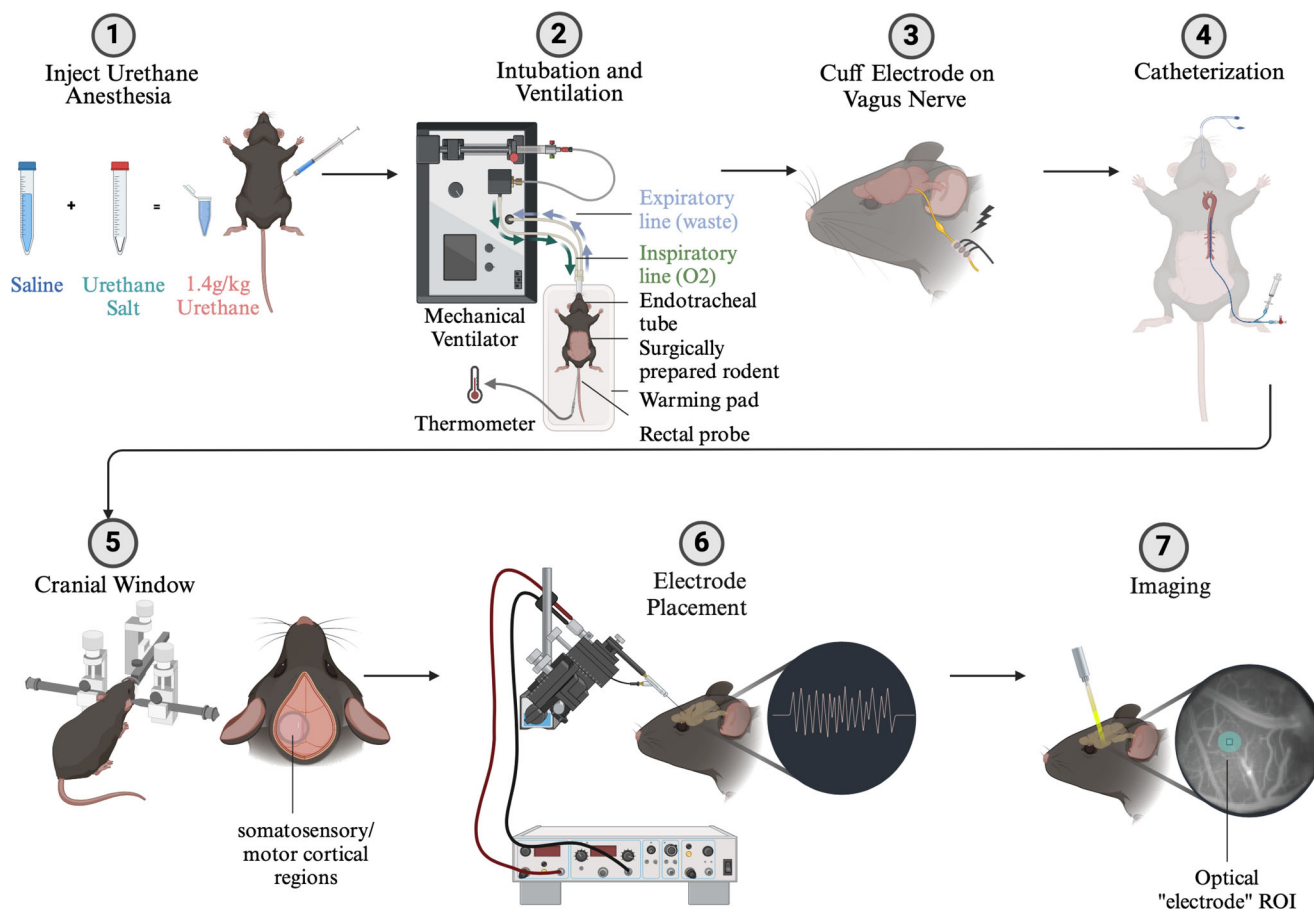 1
Inject Urethane
Anesthesia
+
=
Saline
Urethane
Salt
1.4g/kg
Urethane
2
Intubation and
Ventilation
Expiratory
line (waste)
Inspiratory
line (O2)
Endotracheal
tube
Surgically
prepared rodent
Warming pad
Rectal probe
Mechanical
Ventilator
Thermometer
3
Cuff Electrode on
Vagus Nerve
4
Catheterization
5
Cranial Window
somatosensory/
motor cortical
regions
6
Electrode
Placement
7
Imaging
Optical
"electrode" ROI